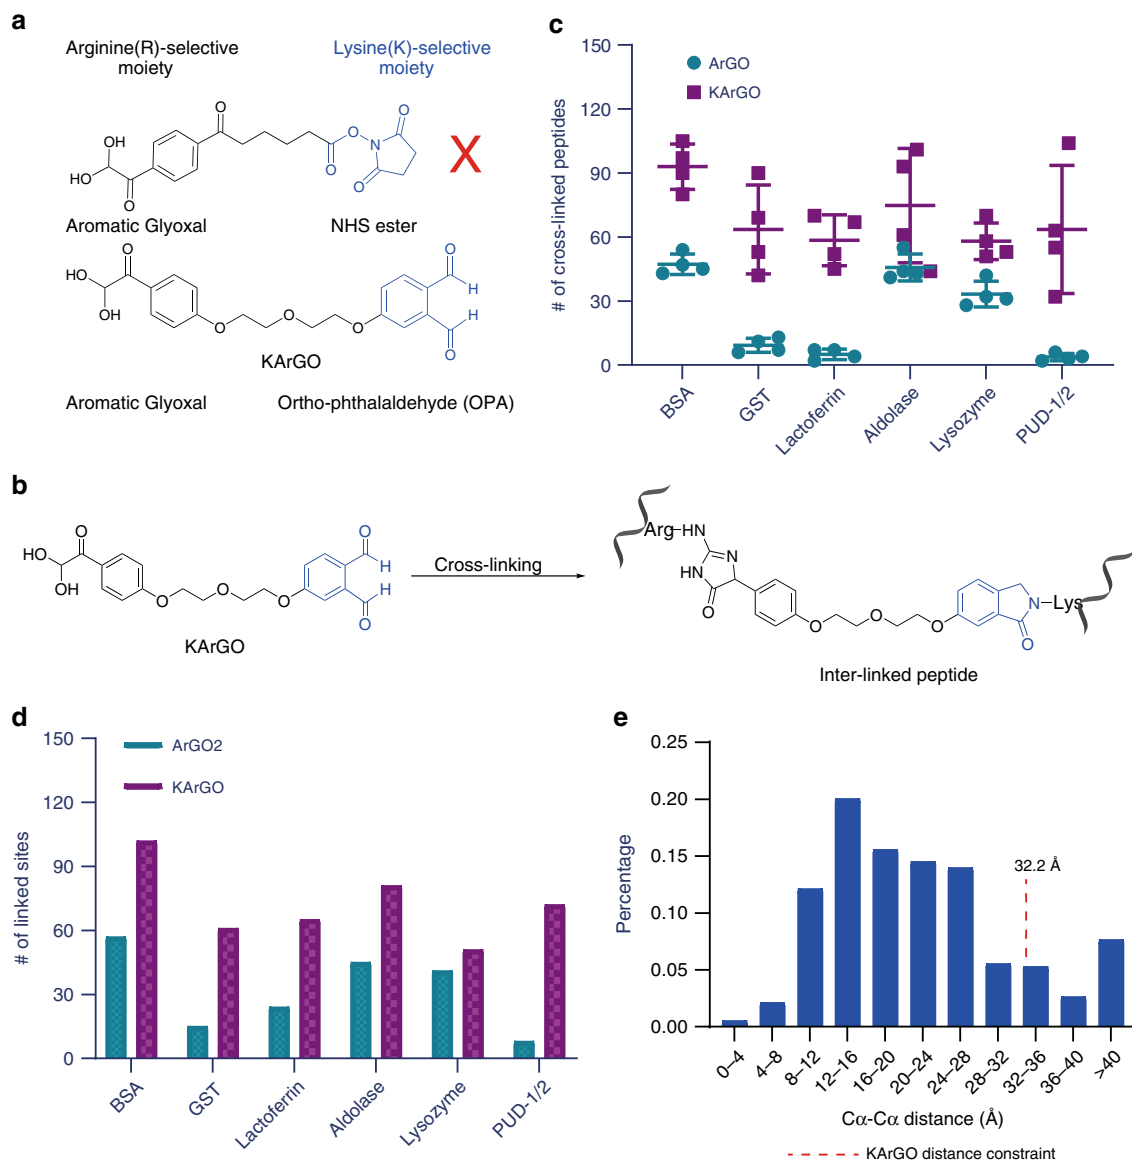 a
Arginine(R)-selective
moiety
Lysine(K)-selective
moiety
OH
HO
O
O
O
O
N
O
O
X
Aromatic Glyoxal
NHS ester
HO
OH
O
O
O
O
O
H
H
O
KArGO
Aromatic Glyoxal
Ortho-phthalaldehyde (OPA)
c
150
120
90
60
30
0
# of cross-linked peptides
ArGO
KArGO
BSA
GST
Lactoferrin
Aldolase
Lysozyme
PUD-1/2
b
HO
OH
O
O
O
O
O
H
H
O
KArGO
Cross-linking
Arg
HN
N
HN
O
O
O
O
N
Lys
O
Inter-linked peptide
d
150
120
90
60
30
0
# of linked sites
ArGO2
KArGO
BSA
GST
Lactoferrin
Aldolase
Lysozyme
PUD-1/2
e
0.25
0.20
0.15
0.10
0.05
0.00
Percentage
32.2 Å
0–4
4–8
8–12
12–16
16–20
20–24
24–28
28–32
32–36
36–40
>40
Cα-Cα distance (Å)
KArGO distance constraint